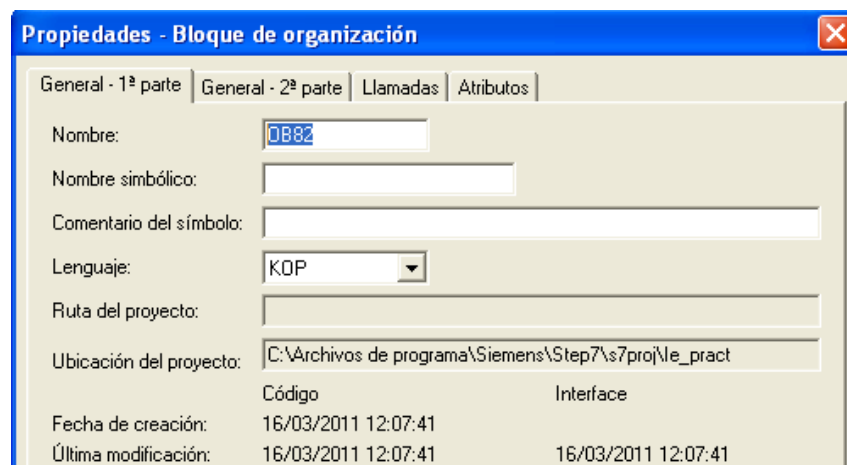 Propiedades - Bloque de organización
General - 1ª parte General - 2ª parte Llamadas Atributos
Nombre: OB82
Nombre simbólico:
Comentario del símbolo:
Lenguaje: KOP
Ruta del proyecto:
Ubicación del proyecto: C:\Archivos de programa\Siemens\Step7\s7proj\Ie_pract
Código Interface
Fecha de creación: 16/03/2011 12:07:41
Última modificación: 16/03/2011 12:07:41 16/03/2011 12:07:41